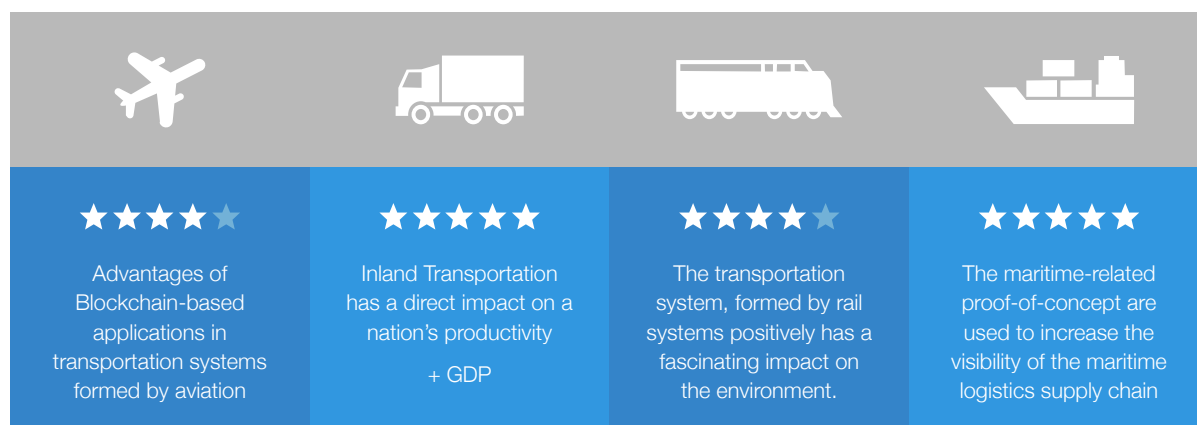 Advantages of
Blockchain-based
applications in
transportation systems
formed by aviation
Inland Transportation
has a direct impact on a
nation's productivity
+ GDP
The transportation
system, formed by rail
systems positively has a
fascinating impact on
the environment.
The maritime-related
proof-of-concept are
used to increase the
visibility of the maritime
logistics supply chain